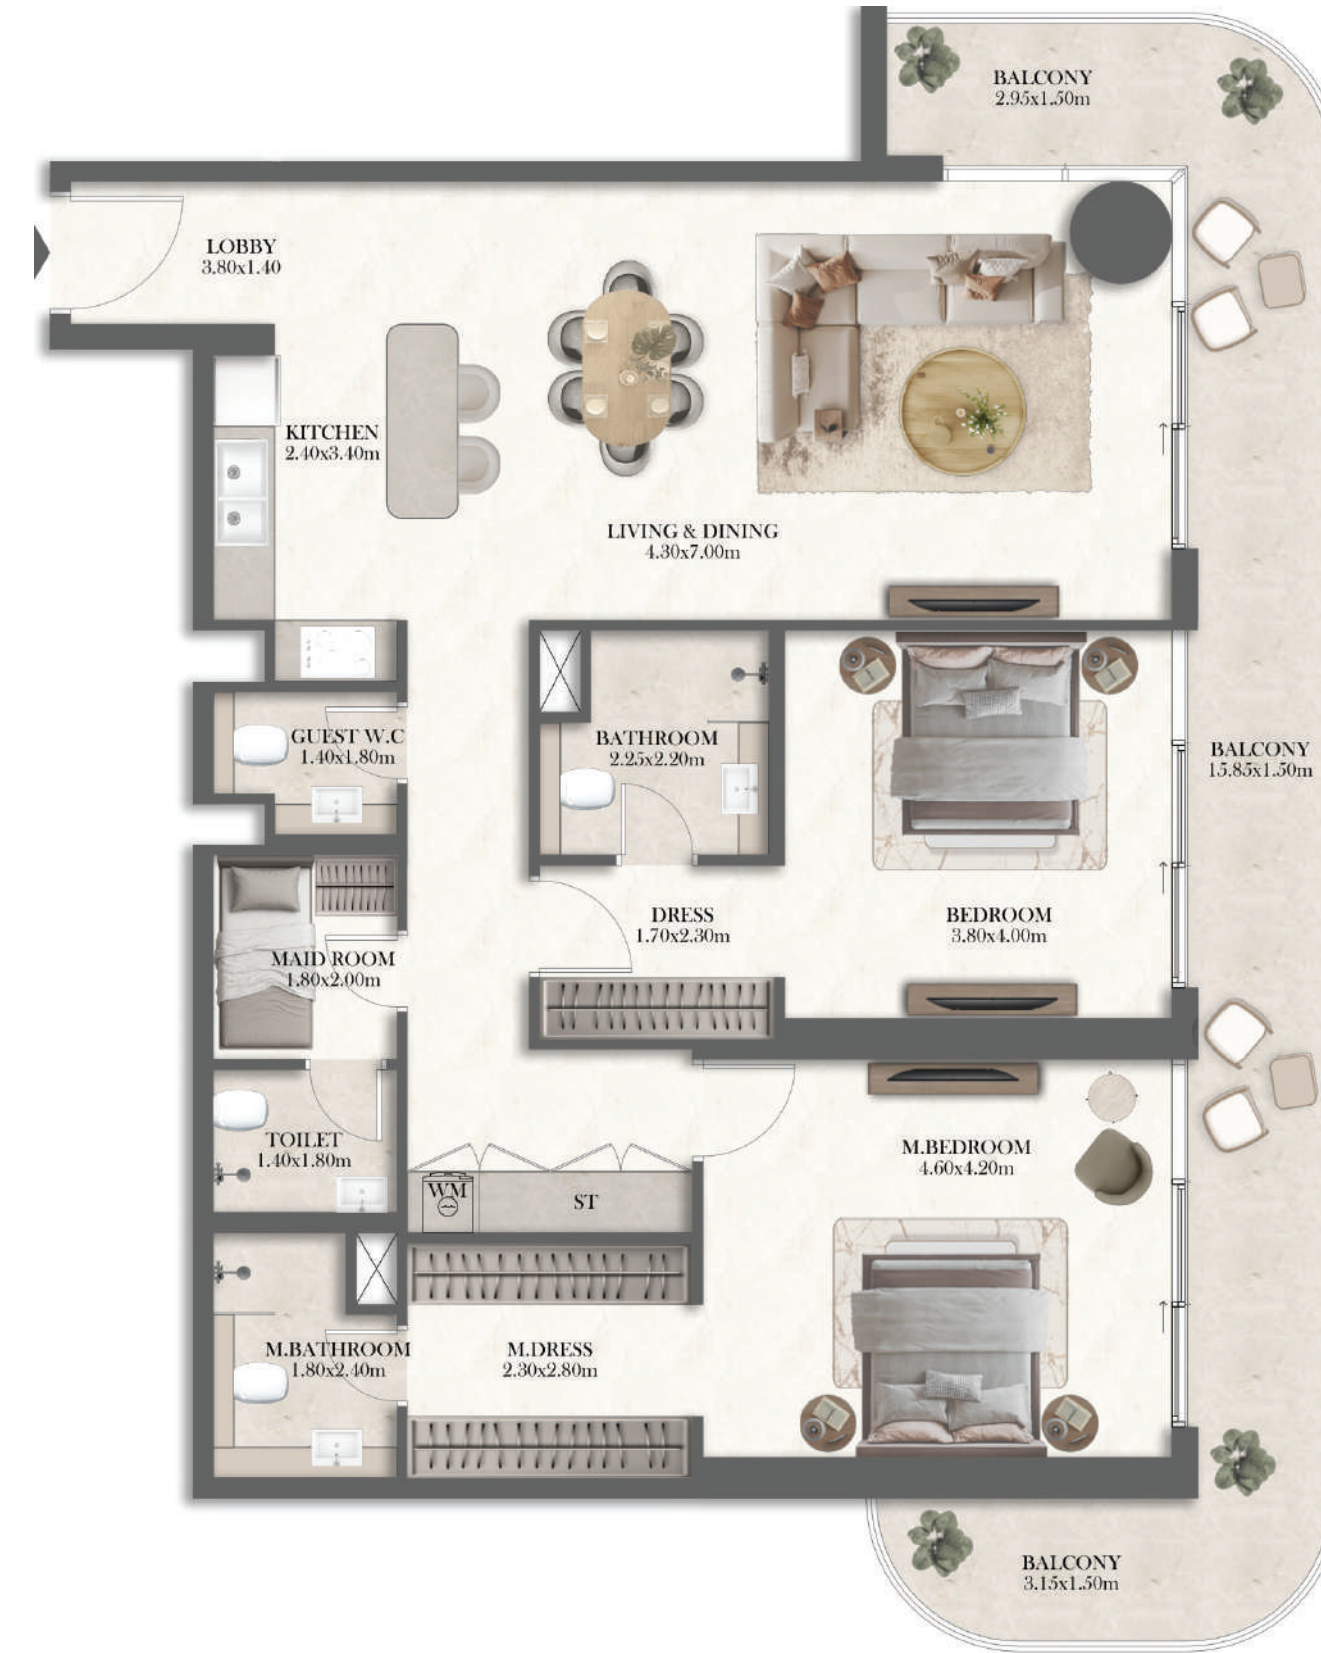 BALCONY
2.95x1.50m
LOBBY
3.80x1.40
KITCHEN
2.40x3.40m
LIVING & DINING
4.30x7.00m
GUEST W.C
1.40x1.80m
BATHROOM
2.25x2.20m
BALCONY
15.85x1.50m
DRESS
1.70x2.30m
BEDROOM
3.80x4.00m
MAID ROOM
1.80x2.00m
TOILET
1.40x1.80m
M.BEDROOM
4.60x4.20m
WM
ST
M.BATHROOM
1.80x2.40m
M.DRESS
2.30x2.80m
BALCONY
3.15x1.50m